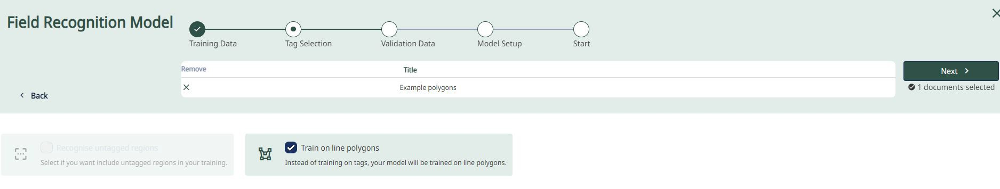 Field Recognition Model
Training Data
Tag Selection
Validation Data
Model Setup
Start
Remove
Title
Next
Example polygons
1 documents selected
Back
Recognise untagged regions
Select if you want include untagged regions in your training.
Train on line polygons
Instead of training on tags, your model will be trained on line polygons.